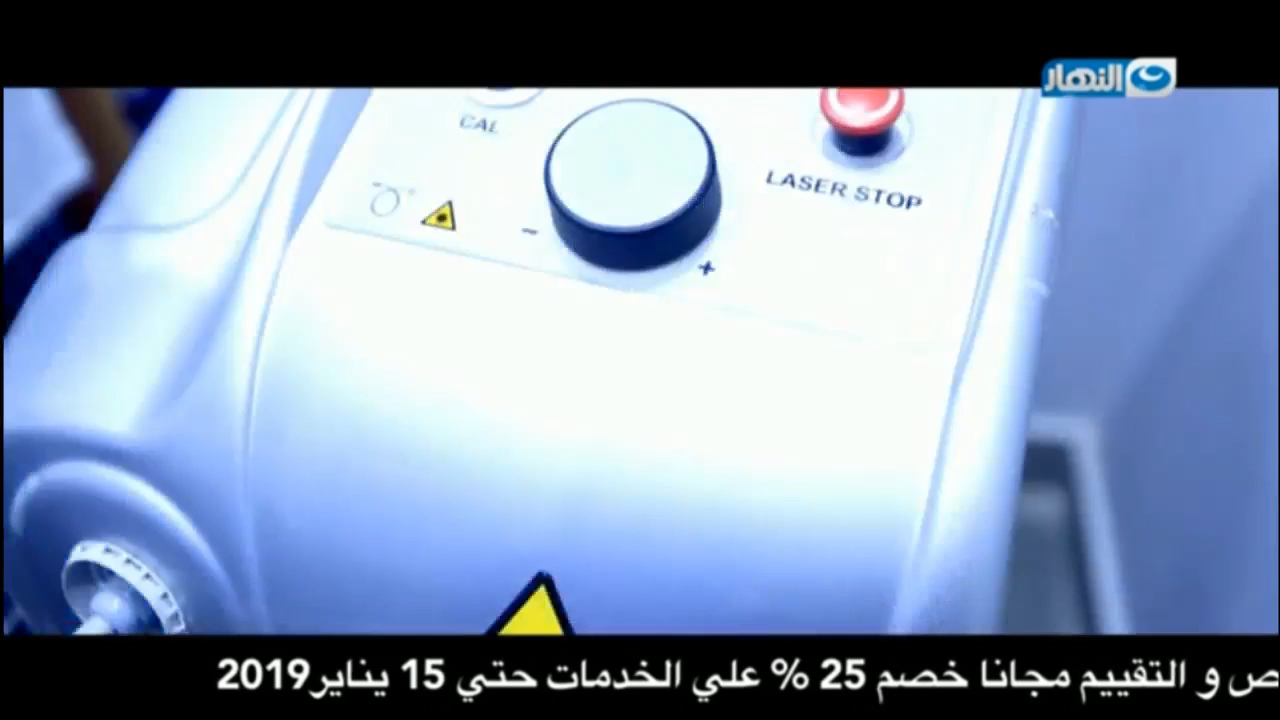 النهار
CAL
LASER STOP
- +
و التقييم مجانا خصم 25 % علي الخدمات حتي 15 يناير2019